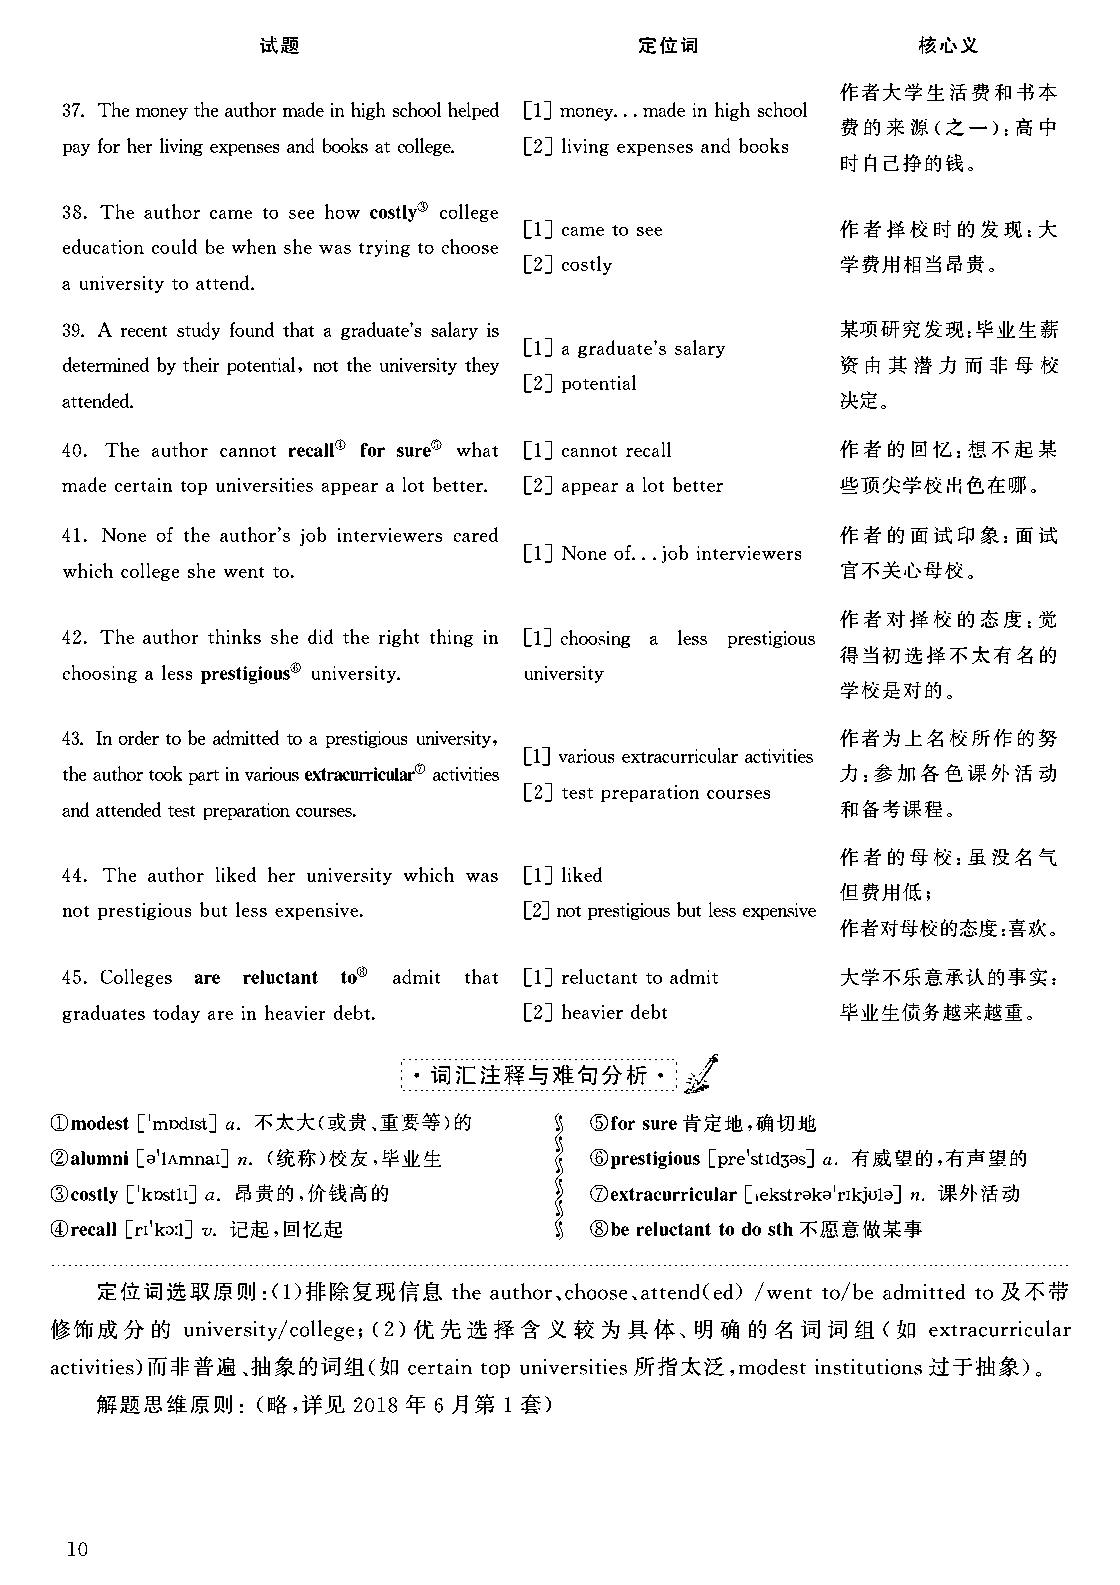 试题 定位词 核心义
37. The money the author made in high school helped
pay for her living expenses and books at college.
[1] money...made in high school
[2] living expenses and books
作者大学生活费和书本
费的来源(之一):高中
时自己挣的钱。
38. The author came to see how costly③ college
education could be when she was trying to choose
a university to attend.
[1] came to see
[2] costly
作者择校时的发现:大
学费用相当昂贵。
39. A recent study found that a graduate's salary is
determined by their potential, not the university they
attended.
[1] a graduate's salary
[2] potential
某项研究发现:毕业生薪
资由其潜力而非母校
决定。
40. The author cannot recall④ for sure⑤ what
made certain top universities appear a lot better.
[1] cannot recall
[2] appear a lot better
作者的回忆:想不起某
些顶尖学校出色在哪。
41. None of the author's job interviewers cared
which college she went to.
[1] None of...job interviewers
作者的面试印象:面试
官不关心母校。
42. The author thinks she did the right thing in
choosing a less prestigious⑥ university.
[1] choosing a less prestigious
university
作者对择校的态度:觉
得当初选择不太有名的
学校是对的。
43. In order to be admitted to a prestigious university,
the author took part in various extracurricular⑦ activities
and attended test preparation courses.
[1] various extracurricular activities
[2] test preparation courses
作者为上名校所作的努
力:参加各色课外活动
和备考课程。
44. The author liked her university which was
not prestigious but less expensive.
[1] liked
[2] not prestigious but less expensive
作者的母校:虽没名气
但费用低;
作者对母校的态度:喜欢。
45. Colleges are reluctant to⑧ admit that
graduates today are in heavier debt.
[1] reluctant to admit
[2] heavier debt
大学不乐意承认的事实:
毕业生债务越来越重。
·词汇注释与难句分析·
①modest [ˈmɒdɪst] a. 不太大(或贵、重要等)的
②alumni [əˈlʌmnaɪ] n. (统称)校友,毕业生
③costly [ˈkɒstlɪ] a. 昂贵的,价钱高的
④recall [rɪˈkɔːl] v. 记起,回忆起
⑤for sure 肯定地,确切地
⑥prestigious [preˈstɪdʒəs] a. 有威望的,有声望的
⑦extracurricular [ˌekstrəkəˈrɪkjʊlə] n. 课外活动
⑧be reluctant to do sth 不愿意做某事
定位词选取原则:(1)排除复现信息 the author、choose、attend(ed) /went to/be admitted to 及不带
修饰成分的 university/college; (2)优先选择含义较为具体、明确的名词词组(如 extracurricular
activities)而非普遍、抽象的词组(如 certain top universities 所指太泛,modest institutions 过于抽象)。
解题思维原则:(略,详见 2018 年 6 月第 1 套)
10